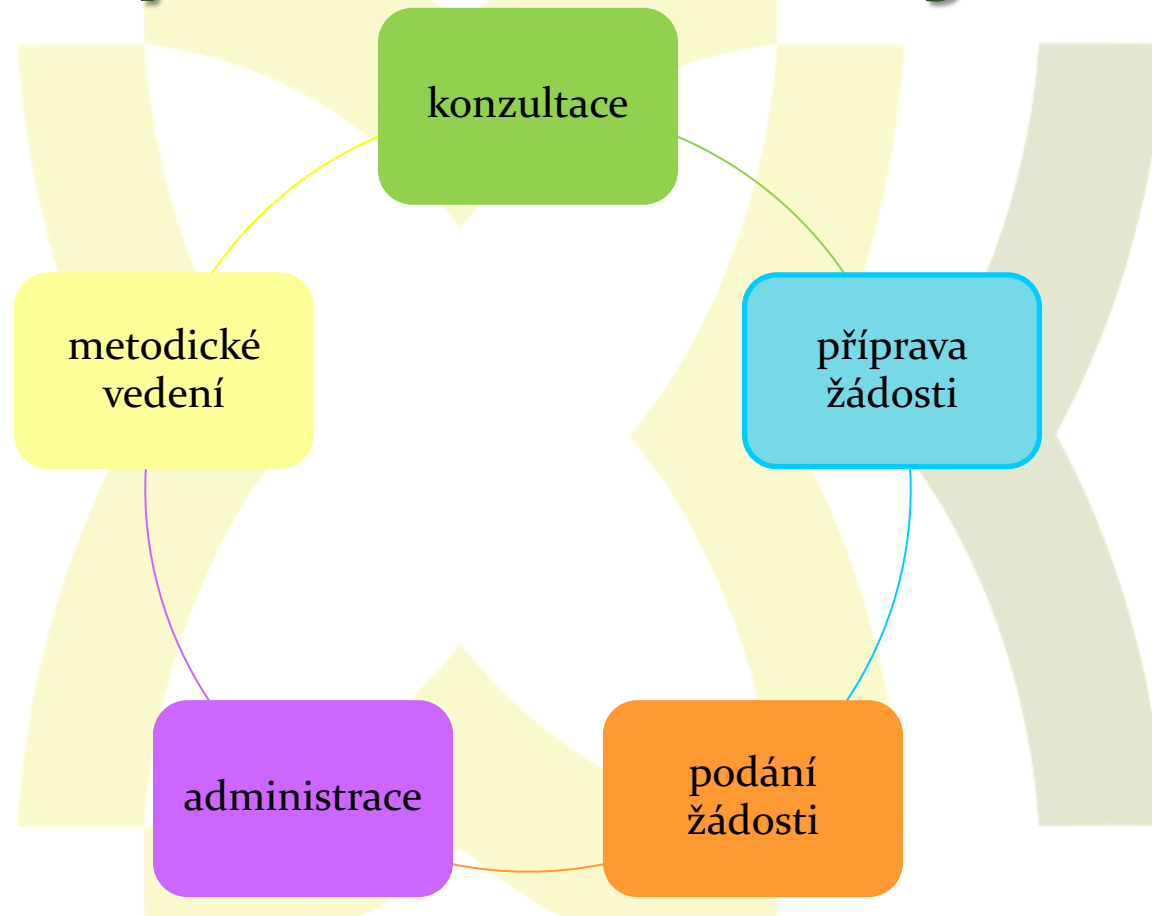 konzultace
příprava
žádosti
podání
žádosti
administrace
metodické
vedení